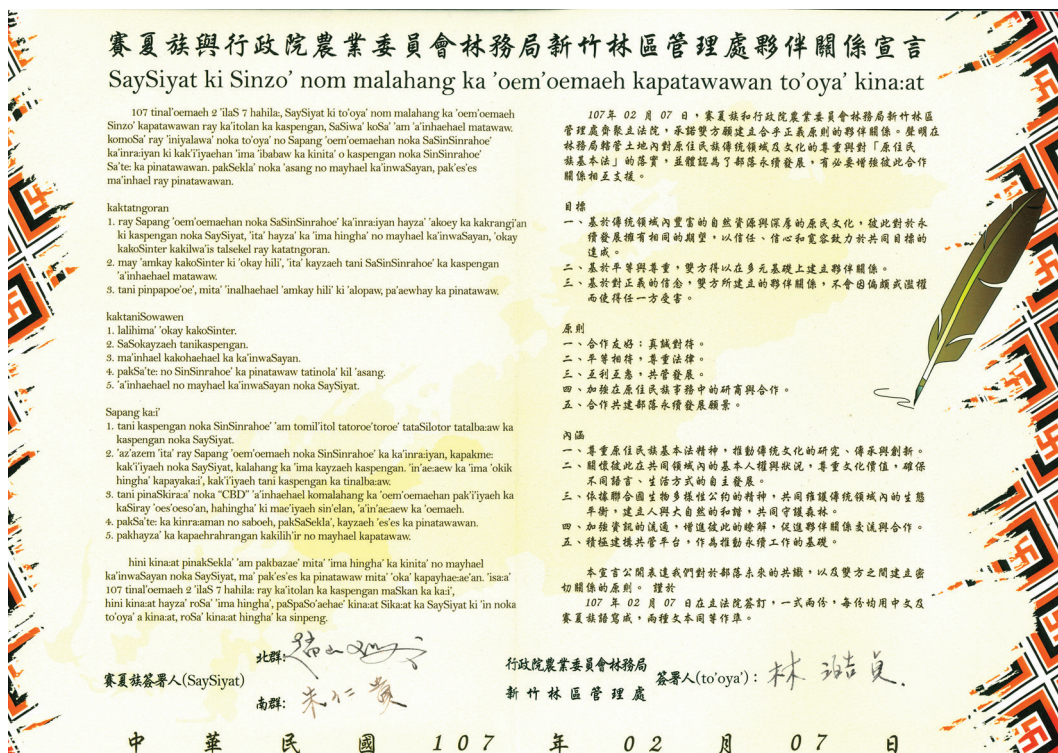 賽夏族與行政院農業委員會林務局新竹林區管理處夥伴關係宣言
SaySiyat ki Sinzo' nom malahang ka 'oem'oemaeh kapatawawan to'oya' kina:at
107 tinal'oemaeh 2 'ilaS 7 hahila:, SaySiyat ki to'oya' nom malahang ka 'oem'oemaeh
Sinzo' kapatawawan ray ka'itolan ka kaspengan, SaSiwa' koSa' 'am 'a'inhaehael matawaw.
komoSa' ray 'iniyalawa' noka to'oya' no Sapang 'oem'oemaehan noka SaSinSinrahoe'
ka'inra:iyan ki kak'i'iyaehan 'ima 'ibabaw ka kinita' o kaspengan noka SinSinrahoe'
Sa'te: ka pinatawawan. pakSekla' noka 'asang no mayhael ka'inwaSayan, pak'es'es
ma'inhael ray pinatawawan.
kaktatngoran
1. ray Sapang 'oem'oemaehan noka SaSinSinrahoe' ka'inra:iyan hayza' 'akoey ka kakrangi'an
ki kaspengan noka SaySiyat, 'ita' hayza' ka 'ima hingha' no mayhael ka'inwaSayan, 'okay
kakoSinter kakilwa'is talsekel ray katatngoran.
2. may 'amkay kakoSinter ki 'okay hili', 'ita' kayzaeh tani SaSinSinrahoe' ka kaspengan
'a'inhaehael matawaw.
3. tani pinpapoe'oe', mita' 'inalhaehael 'amkay hili' ki 'alopaw, pa'aewhay ka pinatawaw.
kaktaniSowawen
1. lalihima' 'okay kakoSinter.
2. SaSokayzaeh tanikaspengan.
3. ma'inhael kakohaehael ka ka'inwaSayan.
4. pakSa'te: no SinSinrahoe' ka pinatawaw tatinola' kil 'asang.
5. 'a'inhaehael no mayhael ka'inwaSayan noka SaySiyat.
Sapang ka:i'
1. tani kaspengan noka SinSinrahoe' 'am tomil'itol tatoroe'toroe' tataSilotor tatalba:aw ka
kaspengan noka SaySiyat.
2. 'az'azem 'ita' ray Sapang 'oem'oemaeh noka SinSinrahoe' ka ka'inra:iyan, kapakme:
kak'i'iyaeh noka SaySiyat, kalahang ka 'ima kayzaeh kaspengan. 'in'ae:aew ka 'ima 'okik
hingha' kapayaka:i', kak'i'iyaeh tani kaspengan ka tinalba:aw.
3. tani pinaSkira:a' noka "CBD" 'a'inhaehael komalahang ka 'oem'oemaehan pak'i'iyaeh ka
kaSiray 'oes'oeso'an, hahingha' ki mae'iyaeh sin'elan, 'a'in'aeaew ka 'oemaeh.
4. pakSa'te: ka kinra:aman no saboeh, pakSaSekla', kayzaeh 'es'es ka pinatawawan.
5. pakhayza' ka kapaehrahrangan kakilih'ir no mayhael kapatawaw.
hini kina:at pinakSekla' 'am pakbazae' mita' 'ima hingha' ka kinita' no mayhael
ka'inwaSayan noka SaySiyat, ma' pak'es'es ka pinatawaw mita' 'oka' kapayhae:ae'an. 'isa:a'
107 tinal'oemaeh 2 'ilaS 7 hahila: ray ka'itolan ka kaspengan maSkan ka ka:i',
hini kina:at hayza' roSa' 'ima hingha', paSpaSo'aehae' kina:at Sika:at ka SaySiyat ki 'in noka
to'oya' a kina:at, roSa' kina:at hingha' ka sinpeng.
107年 02 月 07 日，賽夏族和行政院農業委員會林務局新竹林區
管理處齊聚立法院，承諾雙方願建立合乎正義原則的夥伴關係。聲明在
林務局轄管土地內對原住民族傳統領域及文化的尊重與對「原住民
族基本法」的落實，並體認為了部落永續發展，有必要增強彼此合作
關係相互支援。
目標
一、基於傳統領域內豐富的自然資源與深厚的原民文化，彼此對於永
續發展擁有相同的期望，以信任、信心和寬容致力於共同目標的
達成。
二、基於平等與尊重，雙方得以在多元基礎上建立夥伴關係。
三、基於對正義的信念，雙方所建立的夥伴關係，不會因偏頗或濫權
而使得任一方受害。
原則
一、合作友好；真誠對待。
二、平等相待，尊重法律。
三、互利互惠，共管發展。
四、加強在原住民族事務中的研商與合作。
五、合作共建部落永續發展願景。
內涵
一、尊重原住民族基本法精神，推動傳統文化的研究、傳承與創新。
二、關懷彼此在共同領域內的基本人權與狀況，尊重文化價值，確保
不同語言、生活方式的自主發展。
三、依據聯合國生物多樣性公約的精神，共同維護傳統領域內的生態
平衡，建立人與大自然的和諧，共同守護森林。
四、加強資訊的流通，增進彼此的瞭解，促進夥伴關係交流與合作。
五、積極建構共管平台，作為推動永續工作的基礎。
本宣言公開表達我們對於部落未來的共識，以及雙方之間建立密
切關係的原則。 謹於
107 年 02 月 07 日在立法院簽訂，一式兩份，每份均用中文及
賽夏族語寫成，兩種文本同等作準。
賽夏族簽署人(SaySiyat)
北群:
南群: 朱仁貴
行政院農業委員會林務局
新竹林區管理處
簽署人(to'oya')： 林澔貞
中華民國 107 年 02 月 07 日